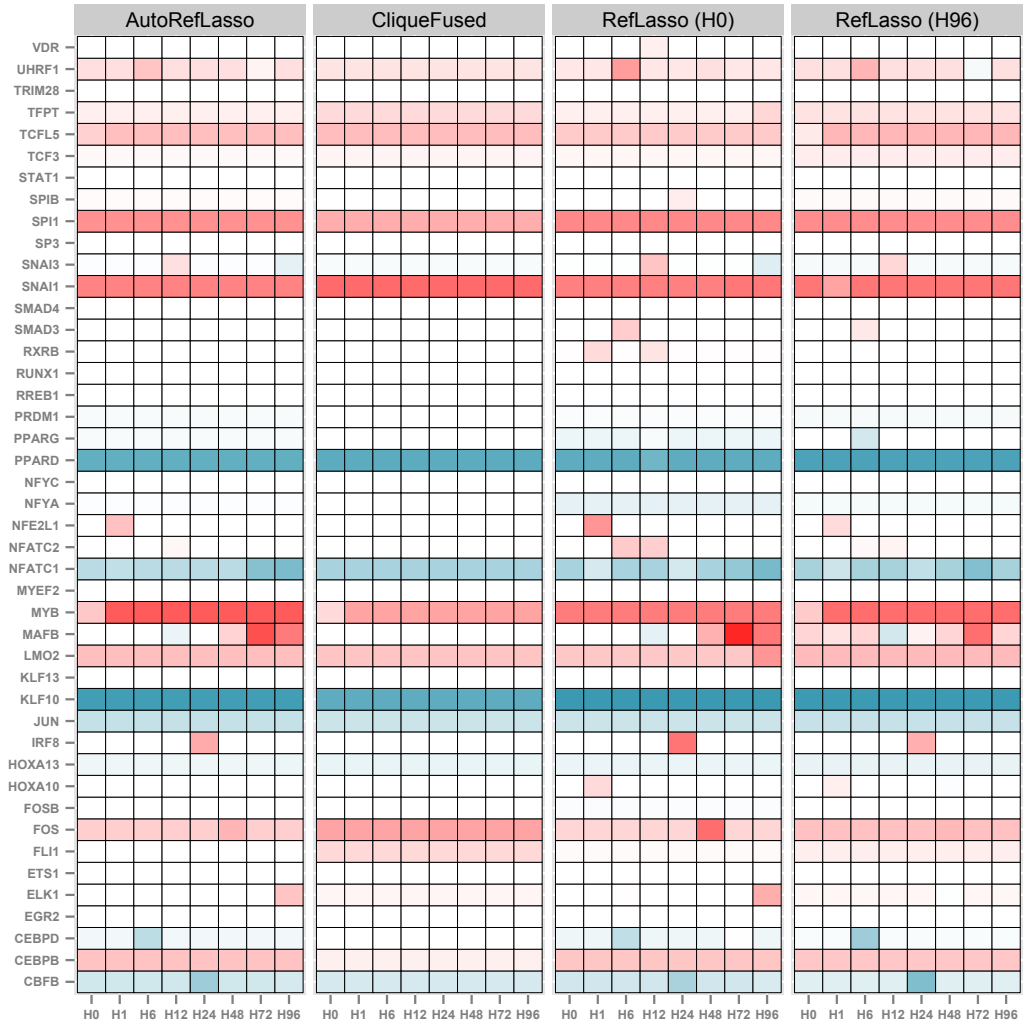 AutoRefLasso CliqueFused RefLasso (H0) RefLasso (H96)
VDR
UHRF1
TRIM28
TFPT
TCFL5
TCF3
STAT1
SPIB
SPI1
SP3
SNAI3
SNAI1
SMAD4
SMAD3
RXRB
RUNX1
RREB1
PRDM1
PPARG
PPARD
NFYC
NFYA
NFE2L1
NFATC2
NFATC1
MYEF2
MYB
MAFB
LMO2
KLF13
KLF10
JUN
IRF8
HOXA13
HOXA10
FOSB
FOS
FLI1
ETS1
ELK1
EGR2
CEBPD
CEBPB
CBFB
H0 H1 H6 H12 H24 H48 H72 H96 H0 H1 H6 H12 H24 H48 H72 H96 H0 H1 H6 H12 H24 H48 H72 H96 H0 H1 H6 H12 H24 H48 H72 H96